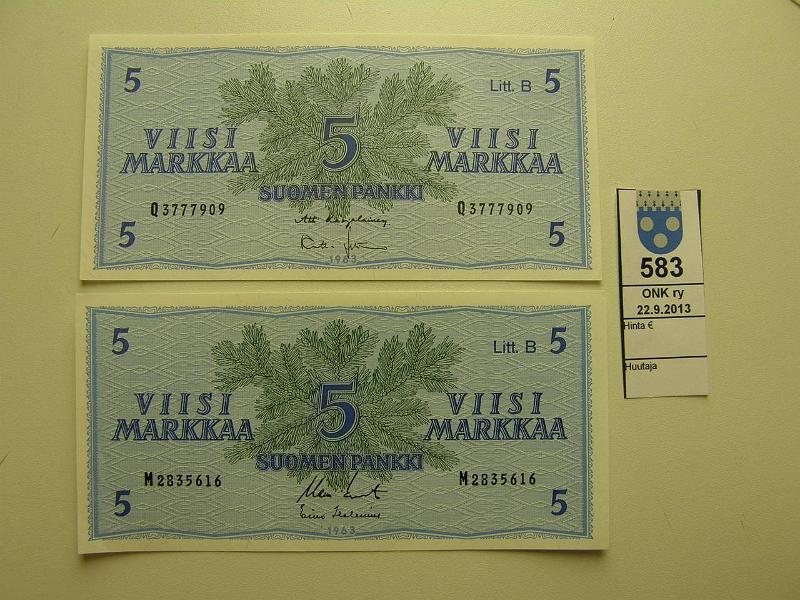 5 Litt. B 5
VIISI 5 VIISI
MARKKAA MARKKAA
SUOMEN PANKKI
Q3777909 Q3777909
5 5
1963
5 Litt. B 5
VIISI 5 VIISI
MARKKAA MARKKAA
SUOMEN PANKKI
M2835616 M2835616
5 5
1963
583
ONK ry
22.9.2013
Hinta €
Huutaja